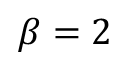 β = 2